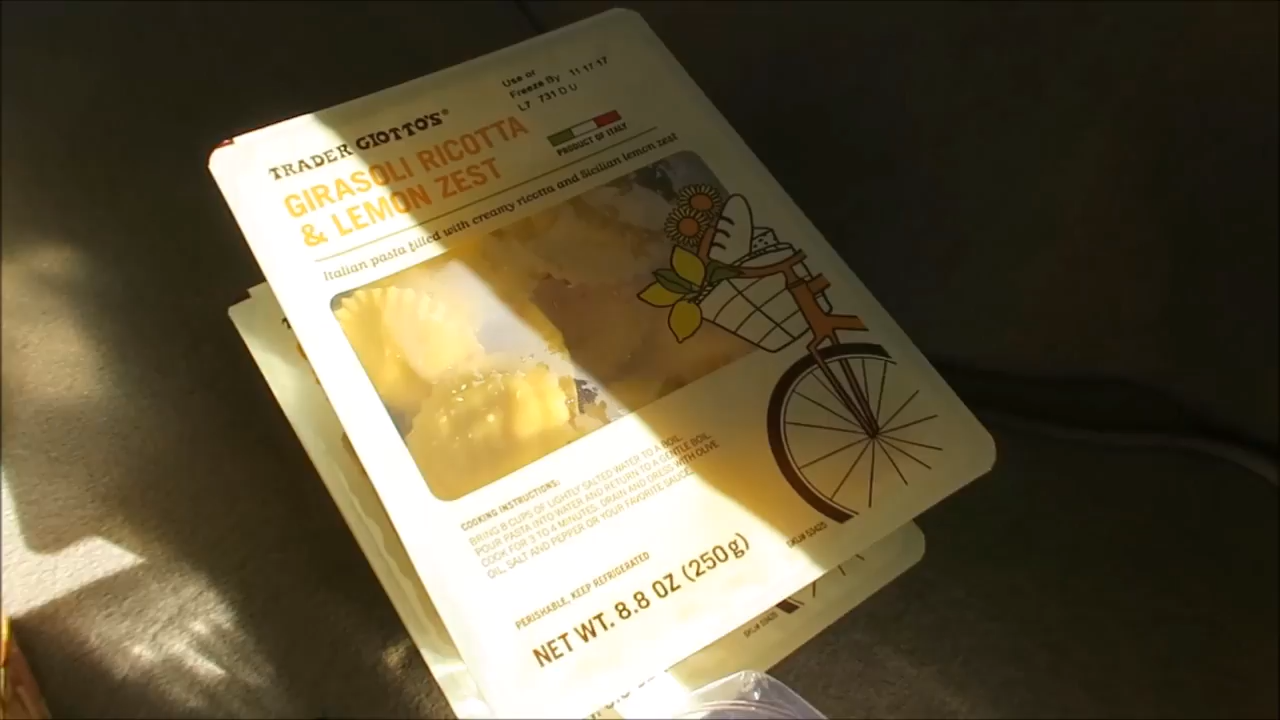 Use or
Freeze By 11·17·17
L7 731 D U
TRADER GIOTTO'S®
GIRASOLI RICOTTA
& LEMON ZEST
PRODUCT OF ITALY
Italian pasta filled with creamy ricotta and Sicilian lemon zest
COOKING INSTRUCTIONS:
BRING 8 CUPS OF LIGHTLY SALTED WATER TO A BOIL.
POUR PASTA INTO WATER AND RETURN TO A GENTLE BOIL.
COOK FOR 3 TO 4 MINUTES. DRAIN AND DRESS WITH OLIVE
OIL, SALT AND PEPPER OR YOUR FAVORITE SAUCE.
PERISHABLE, KEEP REFRIGERATED
SKU# 53425
NET WT. 8.8 OZ (250g)